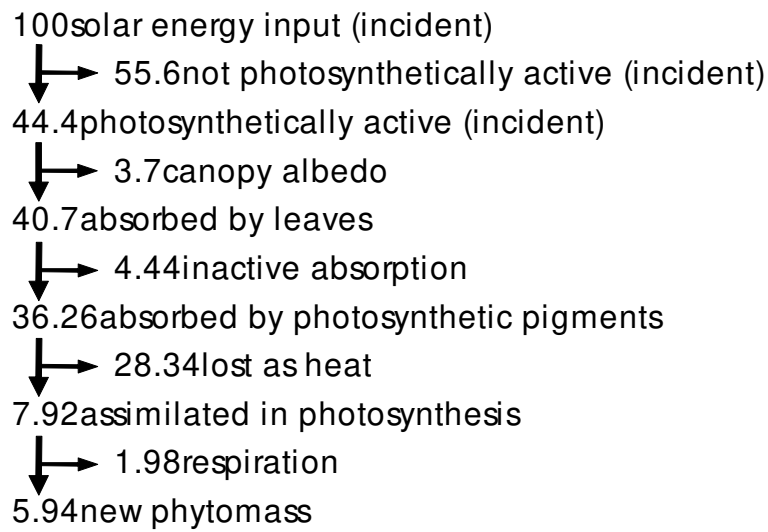 100solar energy input (incident)
55.6not photosynthetically active (incident)
44.4photosynthetically active (incident)
3.7canopy albedo
40.7absorbed by leaves
4.44inactive absorption
36.26absorbed by photosynthetic pigments
28.34lost as heat
7.92assimilated in photosynthesis
1.98respiration
5.94new phytomass